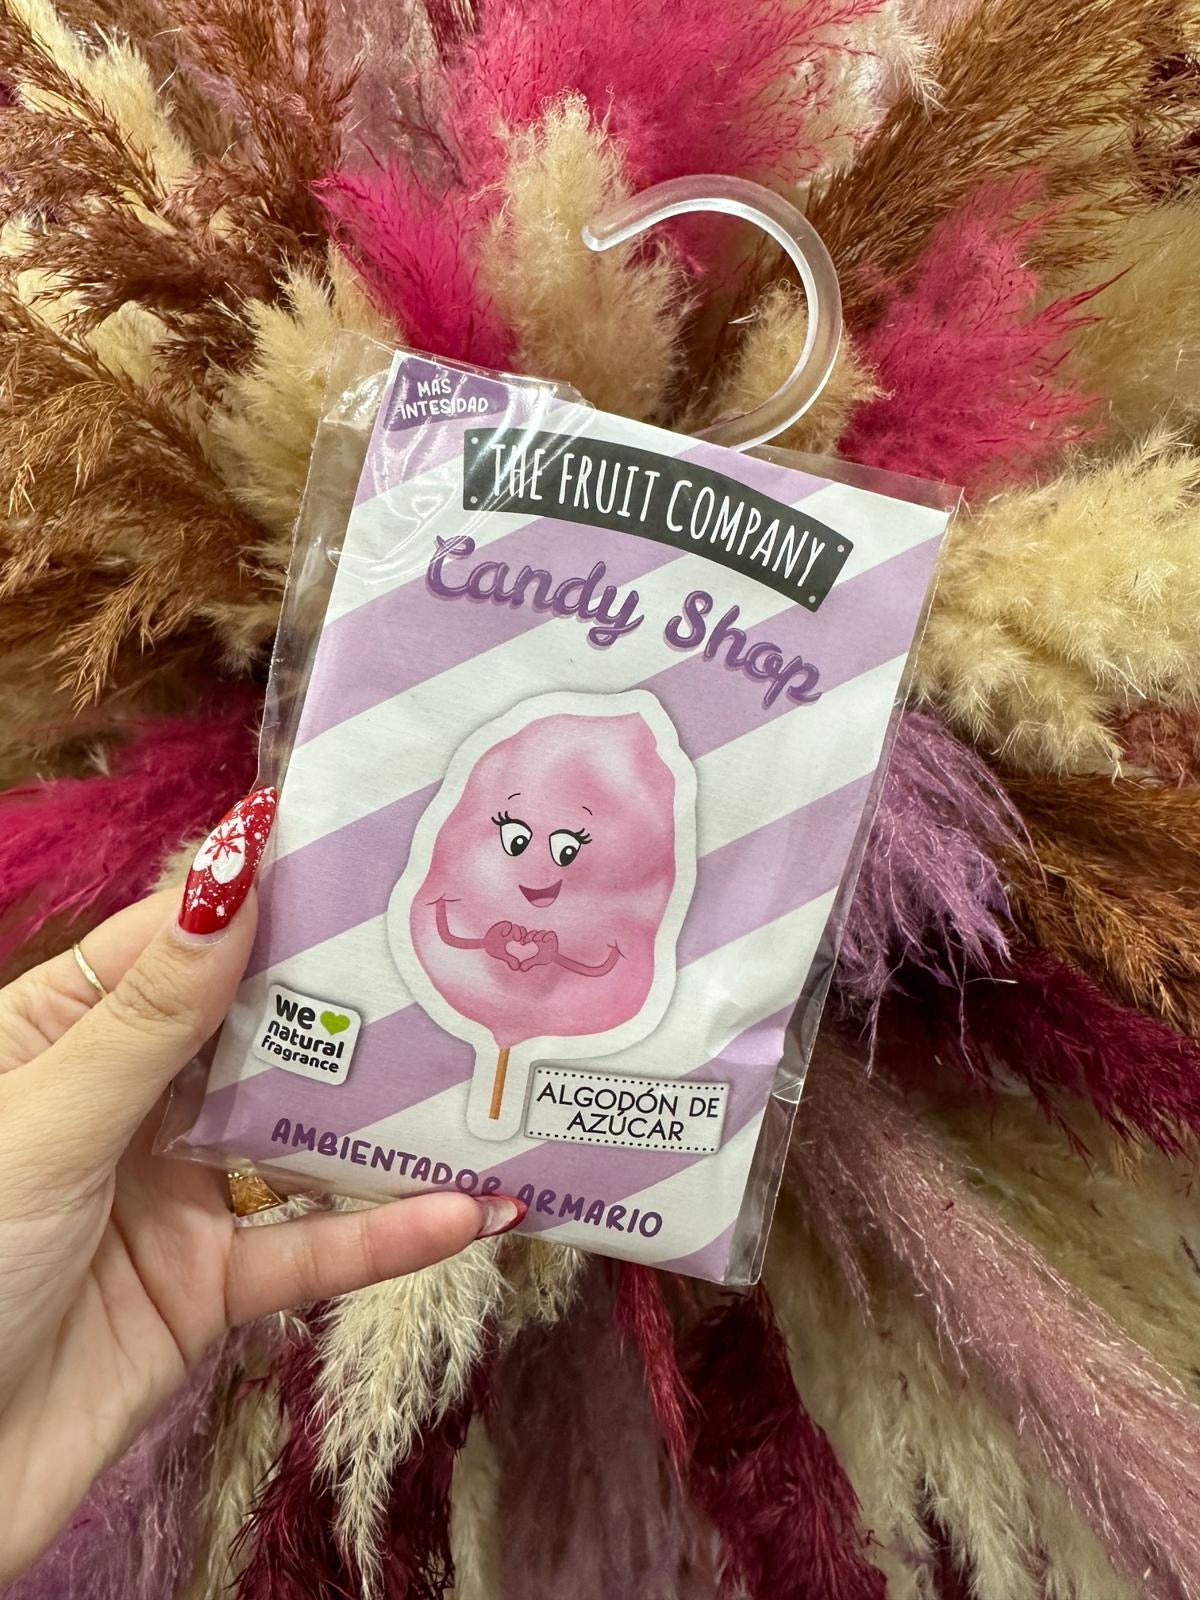 MÁS
INTESIDAD
THE FRUIT COMPANY
Candy Shop
we
natural
fragrance
ALGODÓN DE
AZÚCAR
AMBIENTADOR ARMARIO